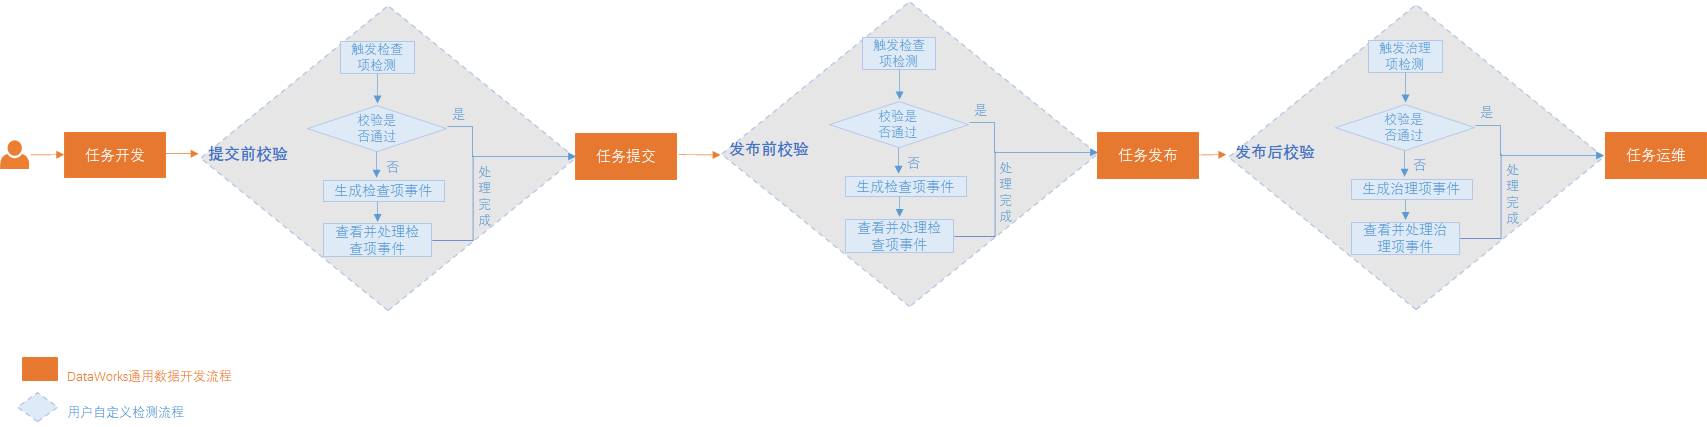 任务开发
提交前校验
触发检查
项检测
校验是
否通过
是
否
生成检查项事件
查看并处理检
查项事件
处
理
完
成
任务提交
发布前校验
触发检查
项检测
校验是
否通过
是
否
生成检查项事件
查看并处理检
查项事件
处
理
完
成
任务发布
发布后校验
触发治理
项检测
校验是
否通过
是
否
生成治理项事件
查看并处理治
理项事件
处
理
完
成
任务运维
DataWorks通用数据开发流程
用户自定义检测流程